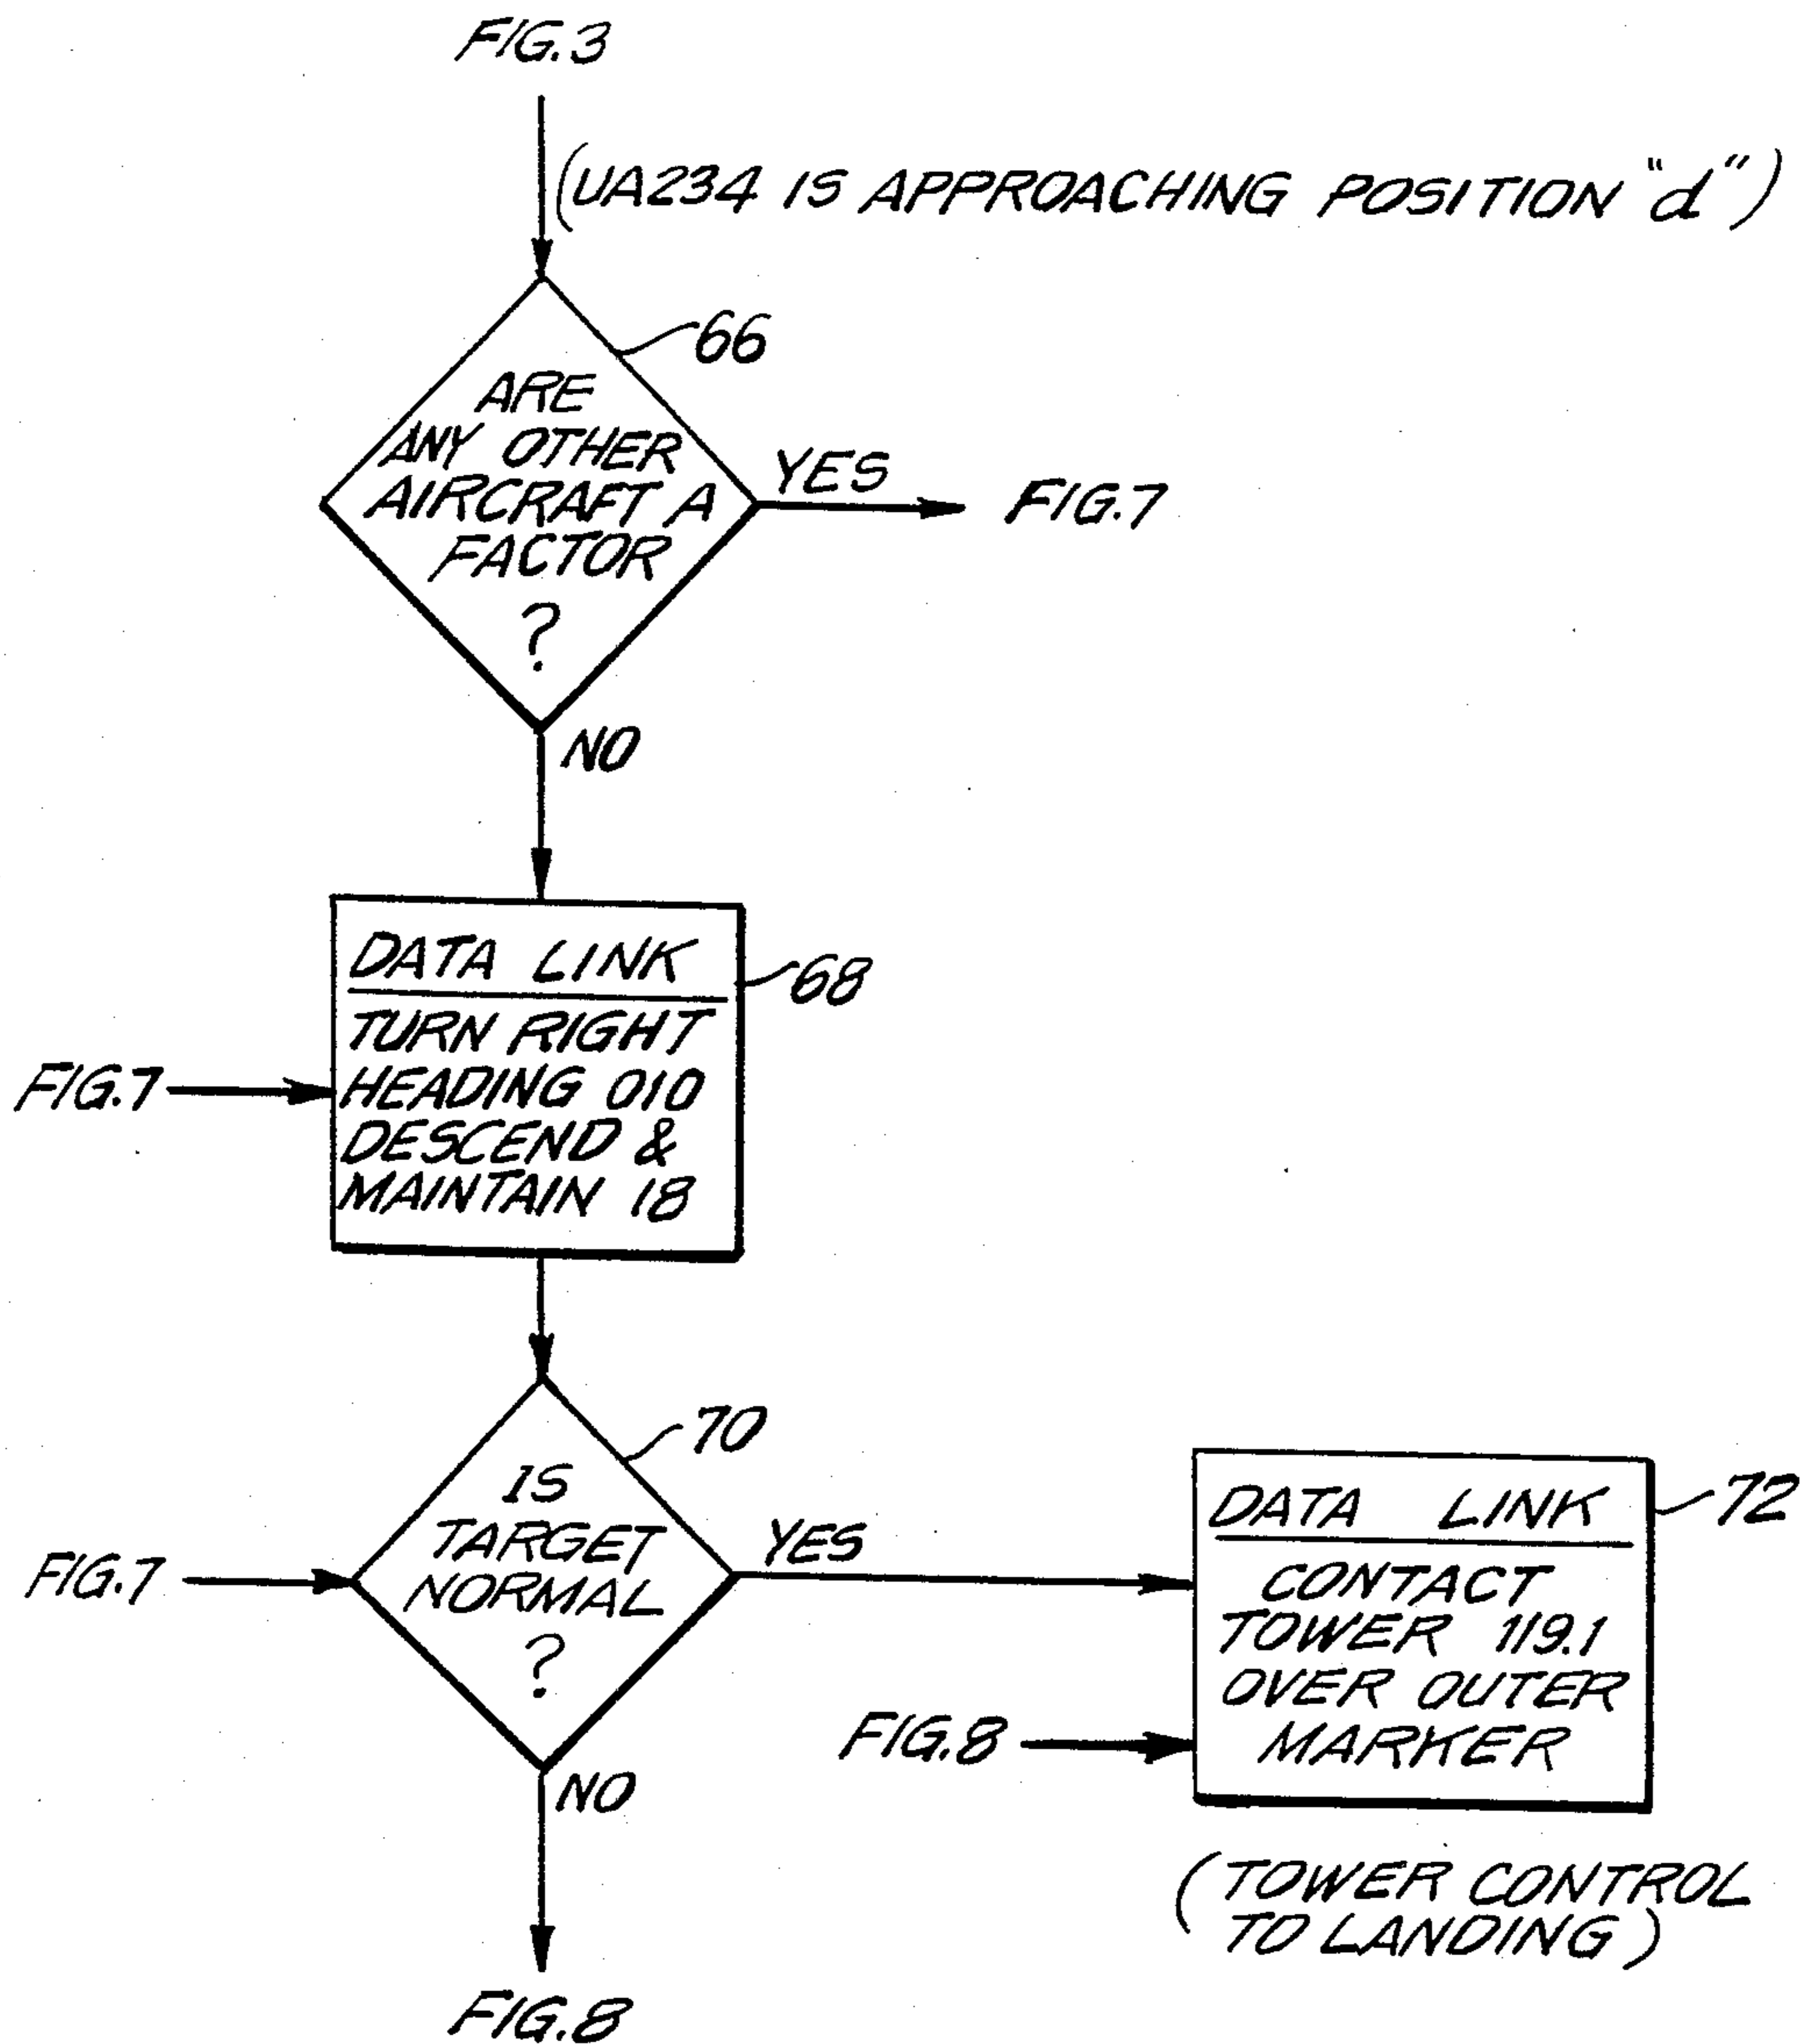 FIG.3
(UA234 IS APPROACHING POSITION "d")
66
ARE
ANY OTHER
AIRCRAFT A
FACTOR
?
YES
FIG.7
NO
DATA LINK
68
TURN RIGHT
HEADING 010
DESCEND &
MAINTAIN 18
FIG.7
70
IS
TARGET
NORMAL
?
YES
FIG.7
NO
FIG.8
DATA LINK
72
CONTACT
TOWER 119.1
OVER OUTER
MARKER
FIG.8
(TOWER CONTROL
TO LANDING)